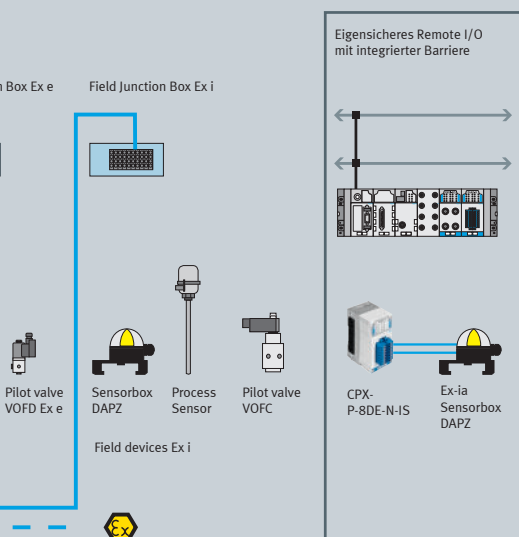 Eigensicheres Remote I/O
mit integrierter Barriere
Box Ex e
Field Junction Box Ex i
Pilot valve
VOFD Ex e
Sensorbox
DAPZ
Process
Sensor
Pilot valve
VOFC
CPX-
P-8DE-N-IS
Ex-ia
Sensorbox
DAPZ
Field devices Ex i
Ex